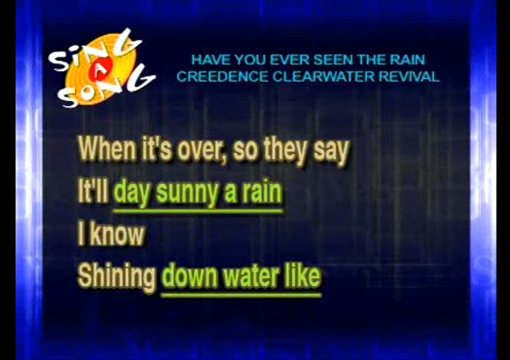 SiNG
A
SONG
HAVE YOU EVER SEEN THE RAIN
CREEDENCE CLEARWATER REVIVAL
When it's over, so they say
It'll day sunny a rain
I know
Shining down water like